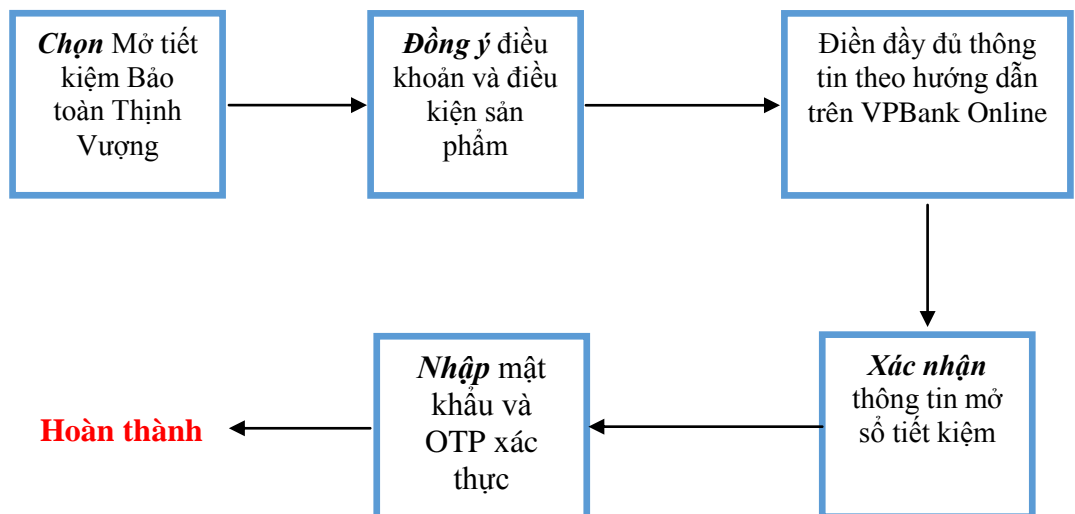 Chọn Mở tiết
kiệm Bảo
toàn Thịnh
Vượng
Đồng ý điều
khoản và điều
kiện sản
phẩm
Điền đầy đủ thông
tin theo hướng dẫn
trên VPBank Online
Xác nhận
thông tin mở
sổ tiết kiệm
Nhập mật
khẩu và
OTP xác
thực
Hoàn thành